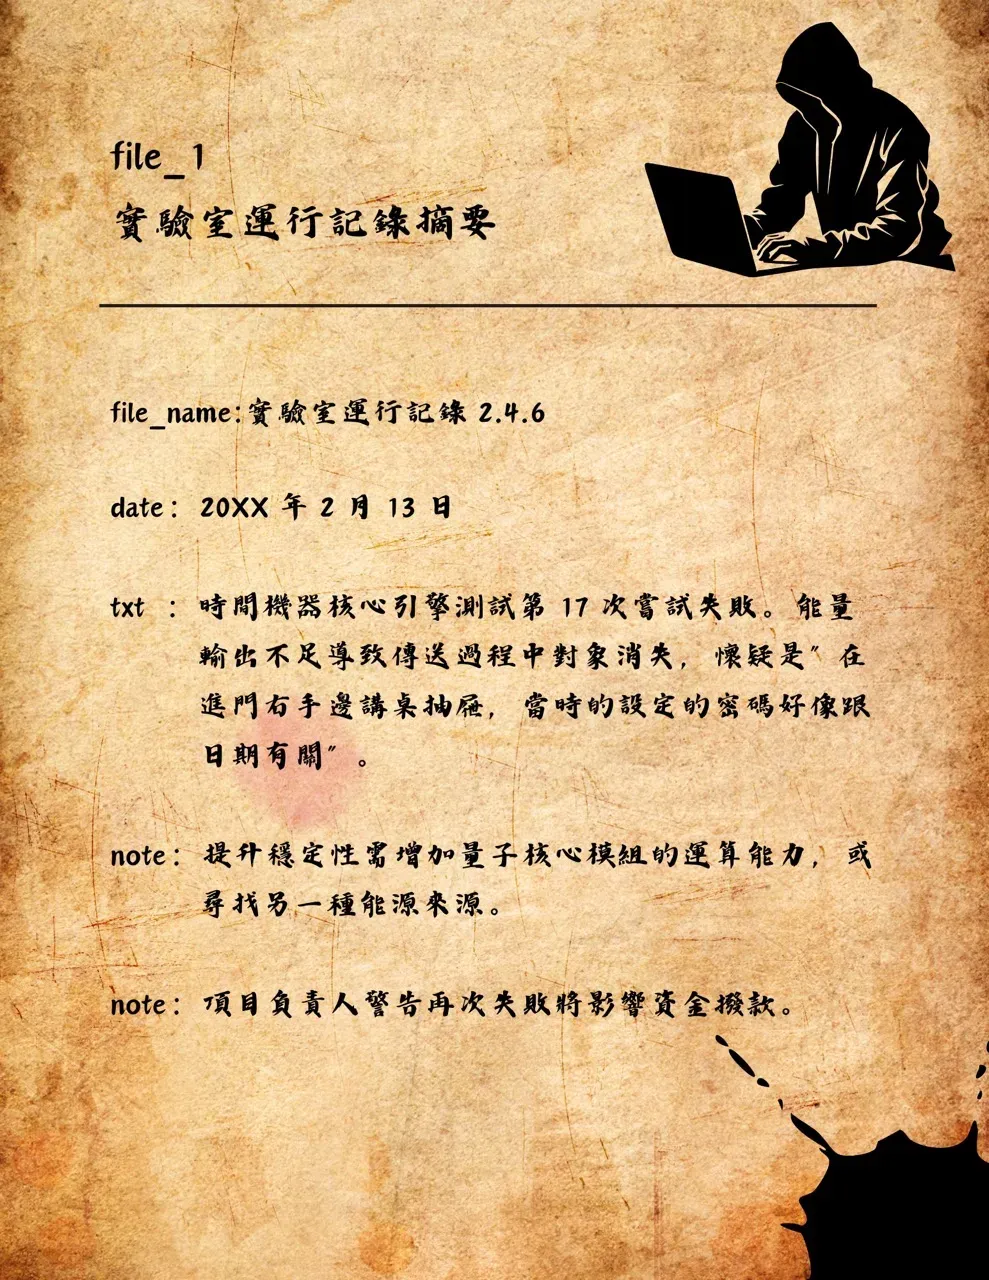 file_1
實驗室運行記錄摘要
file_name:實驗室運行記錄 2.4.6
date： 20XX 年 2 月 13 日
txt ：時間機器核心引擎測試第 17 次嘗試失敗。能量
輸出不足導致傳送過程中對象消失，懷疑是"在
進門右手邊講桌抽屜，當時的設定的密碼好像跟
日期有關"。
note：提升穩定性需增加量子核心模組的運算能力，或
尋找另一種能源來源。
note：項目負責人警告再次失敗將影響資金撥款。